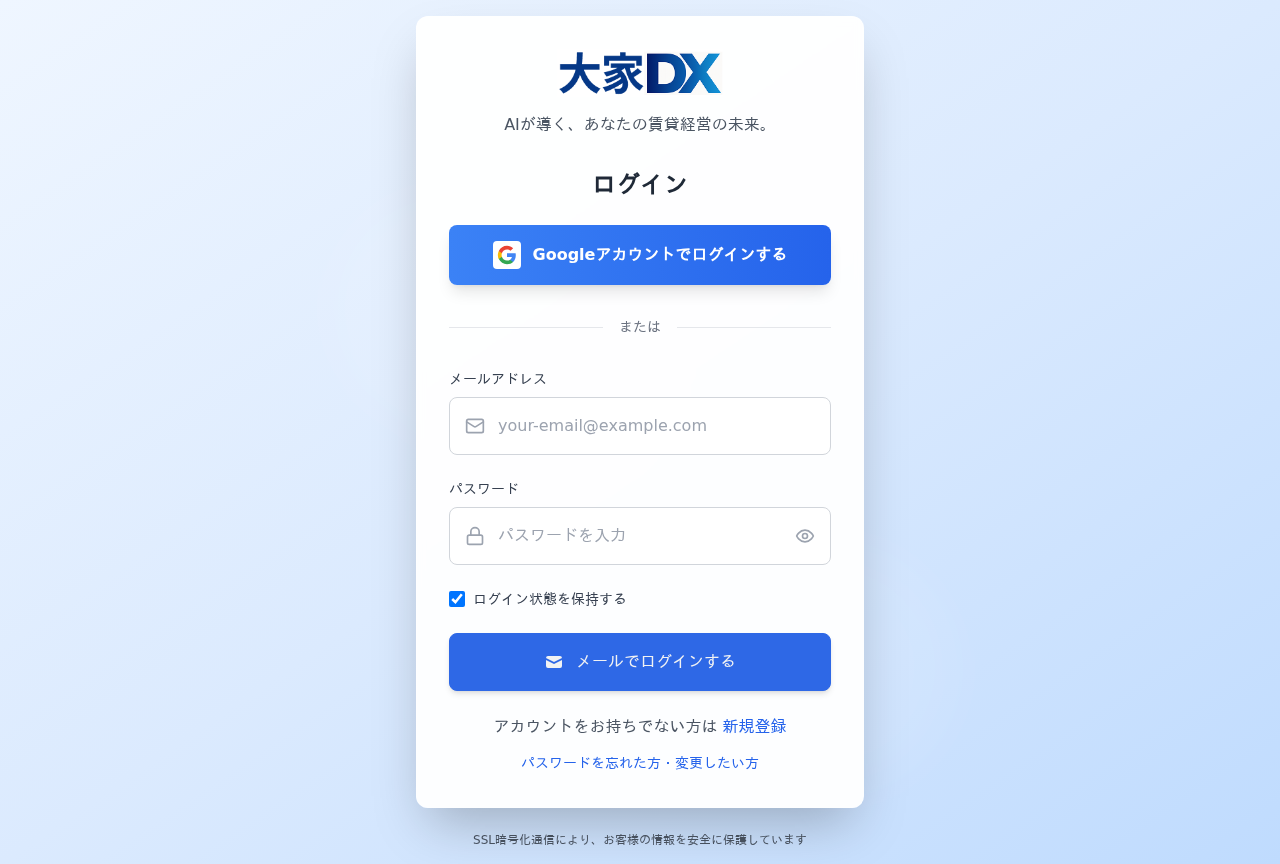 大家DX
AIが導く、あなたの賃貸経営の未来。
ログイン
Googleアカウントでログインする
または
メールアドレス
your-email@example.com
パスワード
パスワードを入力
ログイン状態を保持する
メールでログインする
アカウントをお持ちでない方は 新規登録
パスワードを忘れた方・変更したい方
SSL暗号化通信により、お客様の情報を安全に保護しています